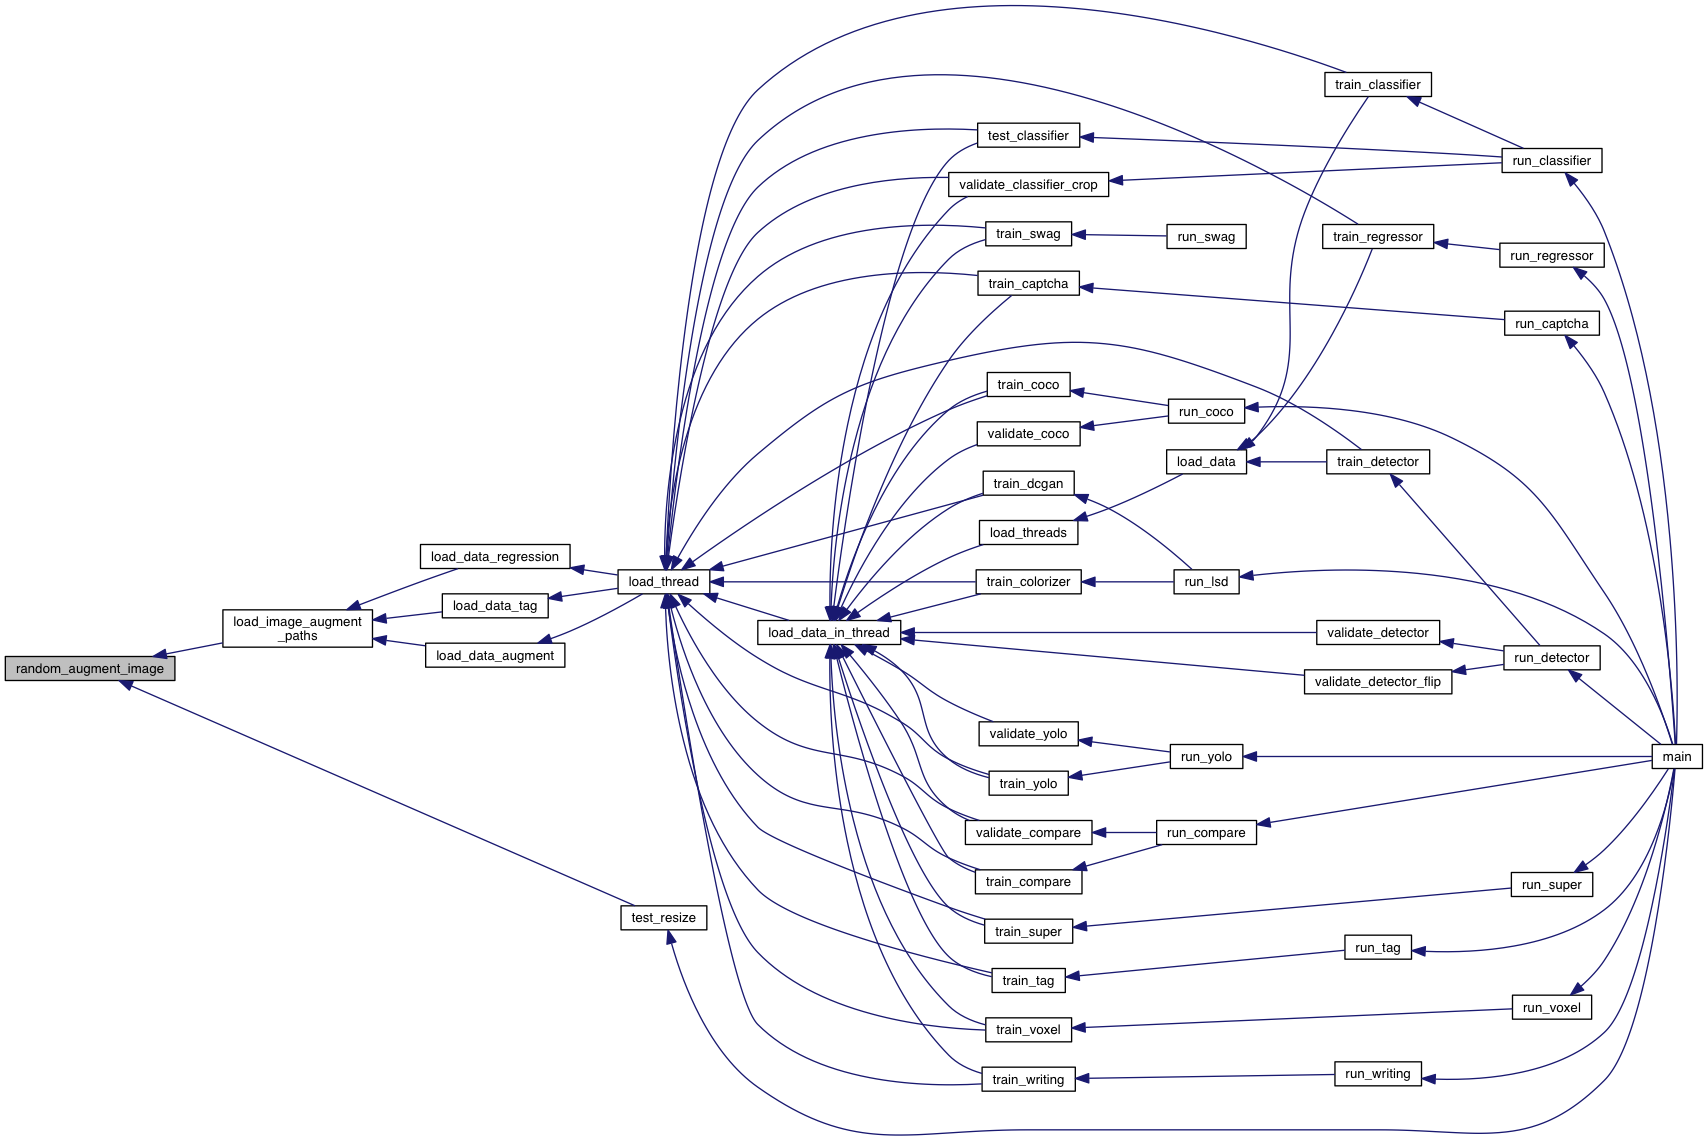 random_augment_image
load_image_augment
_paths
load_data_regression
load_data_tag
load_data_augment
load_thread
test_resize
load_data_in_thread
test_classifier
validate_classifier_crop
train_swag
train_captcha
train_coco
validate_coco
train_dcgan
load_threads
train_colorizer
validate_yolo
train_yolo
validate_compare
train_compare
train_super
train_tag
train_voxel
train_writing
run_swag
run_coco
load_data
run_lsd
run_yolo
run_compare
train_classifier
train_regressor
train_detector
validate_detector
validate_detector_flip
run_tag
run_writing
run_classifier
run_regressor
run_captcha
run_detector
run_super
run_voxel
main